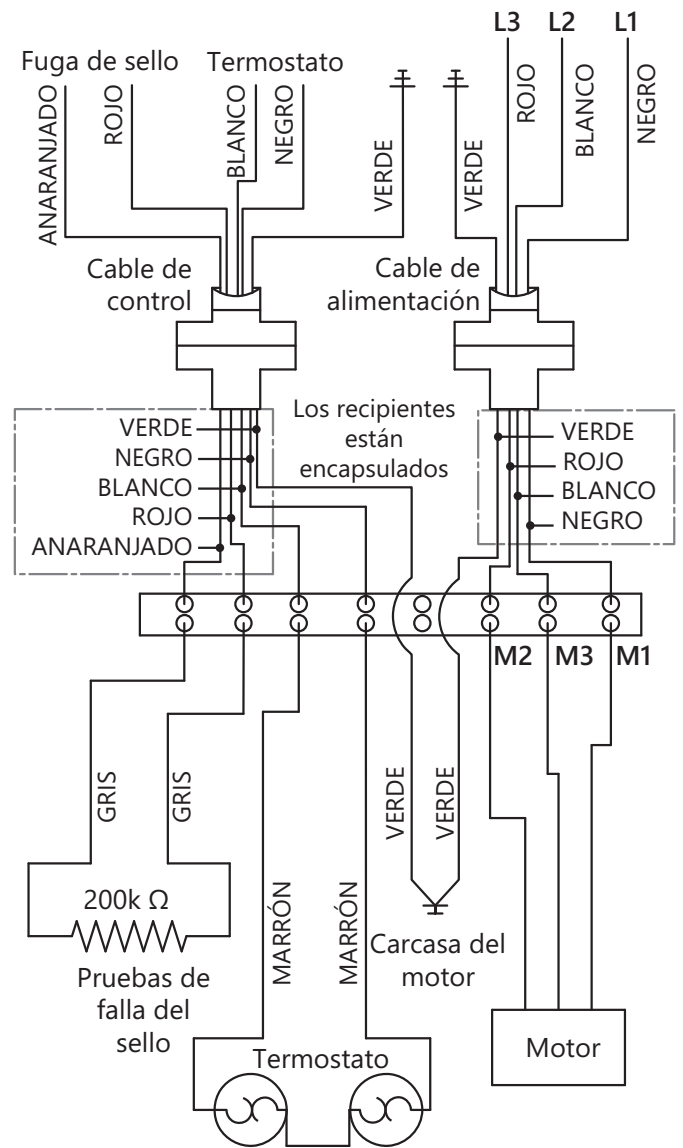 L3 L2 L1
Fuga de sello
Termostato
ANARANJADO
ROJO
BLANCO
NEGRO
VERDE
VERDE
ROJO
BLANCO
NEGRO
Cable de
control
Cable de
alimentación
VERDE
NEGRO
BLANCO
ROJO
ANARANJADO
Los recipientes
están
encapsulados
VERDE
ROJO
BLANCO
NEGRO
M2 M3 M1
GRIS
GRIS
MARRÓN
MARRÓN
VERDE
VERDE
200k Ω
Pruebas de
falla del
sello
Carcasa del
motor
Termostato
Motor